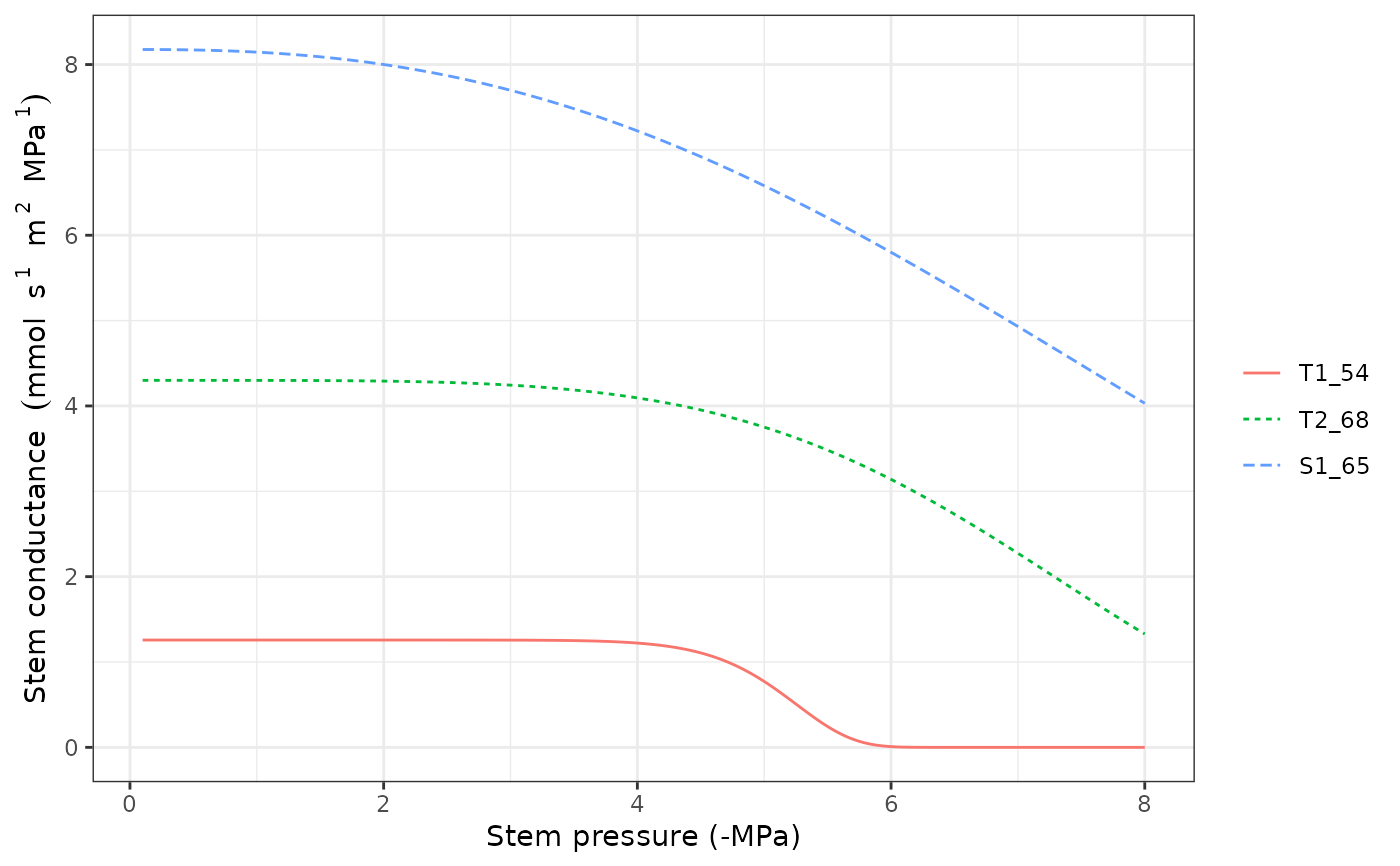 Stem conductance (mmol s¹ m² MPa¹)
8
6
4
2
0
0 2 4 6 8
Stem pressure (-MPa)
T1_54
T2_68
S1_65